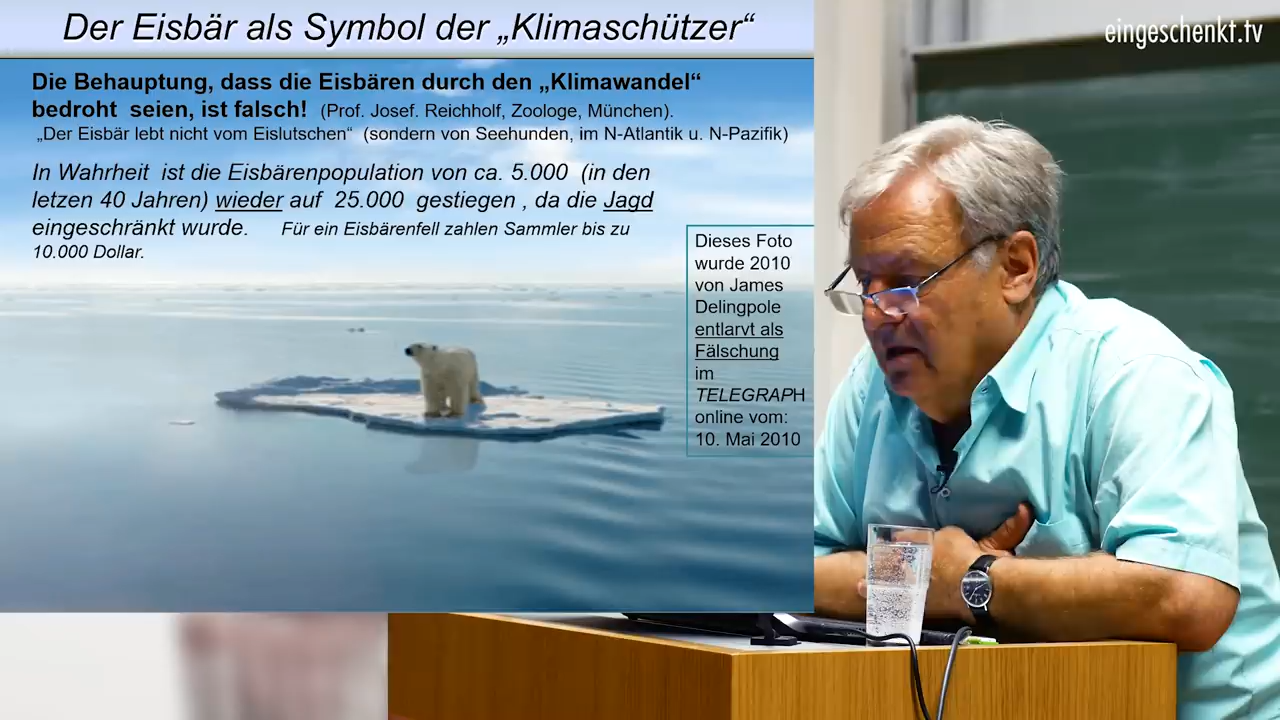 Der Eisbär als Symbol der „Klimaschützer“
eingeschenkt.tv
Die Behauptung, dass die Eisbären durch den „Klimawandel“
bedroht seien, ist falsch! (Prof. Josef. Reichholf, Zoologe, München).
„Der Eisbär lebt nicht vom Eislutschen“ (sondern von Seehunden, im N-Atlantik u. N-Pazifik)
In Wahrheit ist die Eisbärenpopulation von ca. 5.000 (in den
letzen 40 Jahren) wieder auf 25.000 gestiegen , da die Jagd
eingeschränkt wurde. Für ein Eisbärenfell zahlen Sammler bis zu
10.000 Dollar.
Dieses Foto
wurde 2010
von James
Delingpole
entlarvt als
Fälschung
im
TELEGRAPH
online vom:
10. Mai 2010